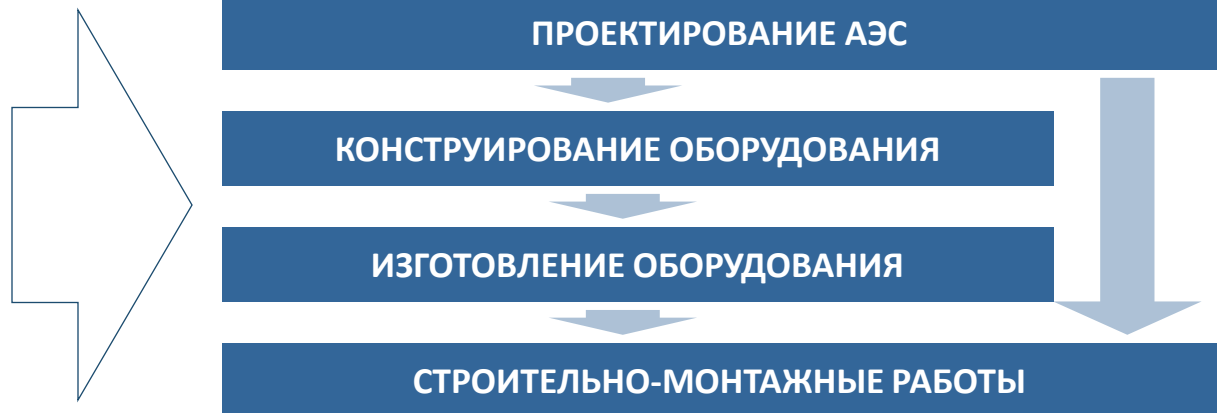 ПРОЕКТИРОВАНИЕ АЭС
КОНСТРУИРОВАНИЕ ОБОРУДОВАНИЯ
ИЗГОТОВЛЕНИЕ ОБОРУДОВАНИЯ
СТРОИТЕЛЬНО-МОНТАЖНЫЕ РАБОТЫ